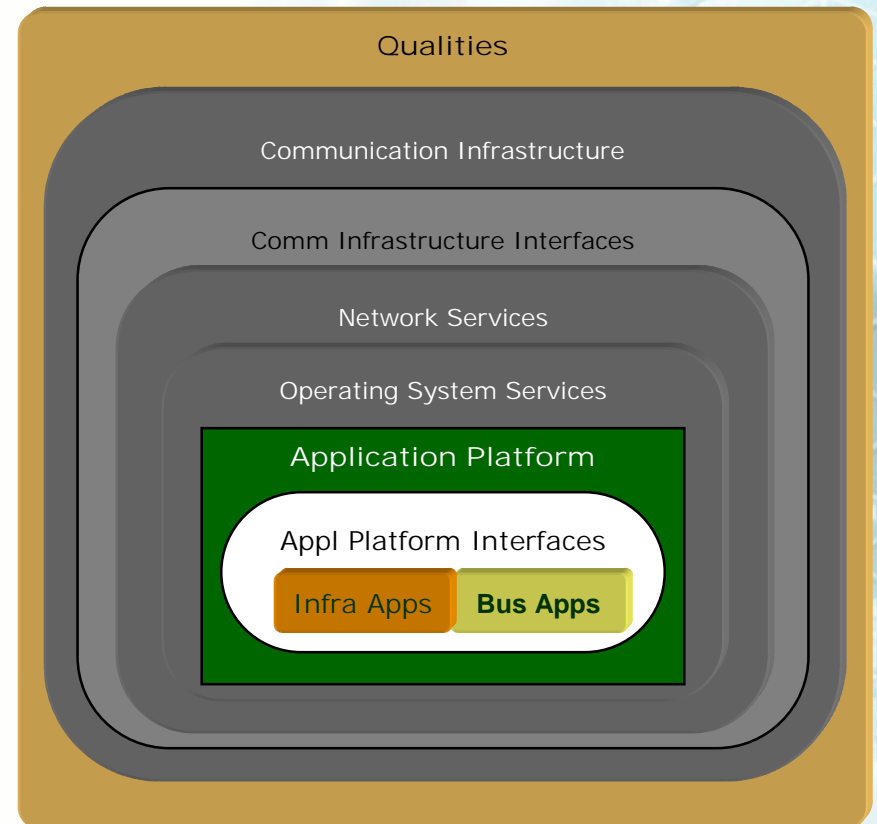 Qualities
Communication Infrastructure
Comm Infrastructure Interfaces
Network Services
Operating System Services
Application Platform
Appl Platform Interfaces
Infra Apps Bus Apps